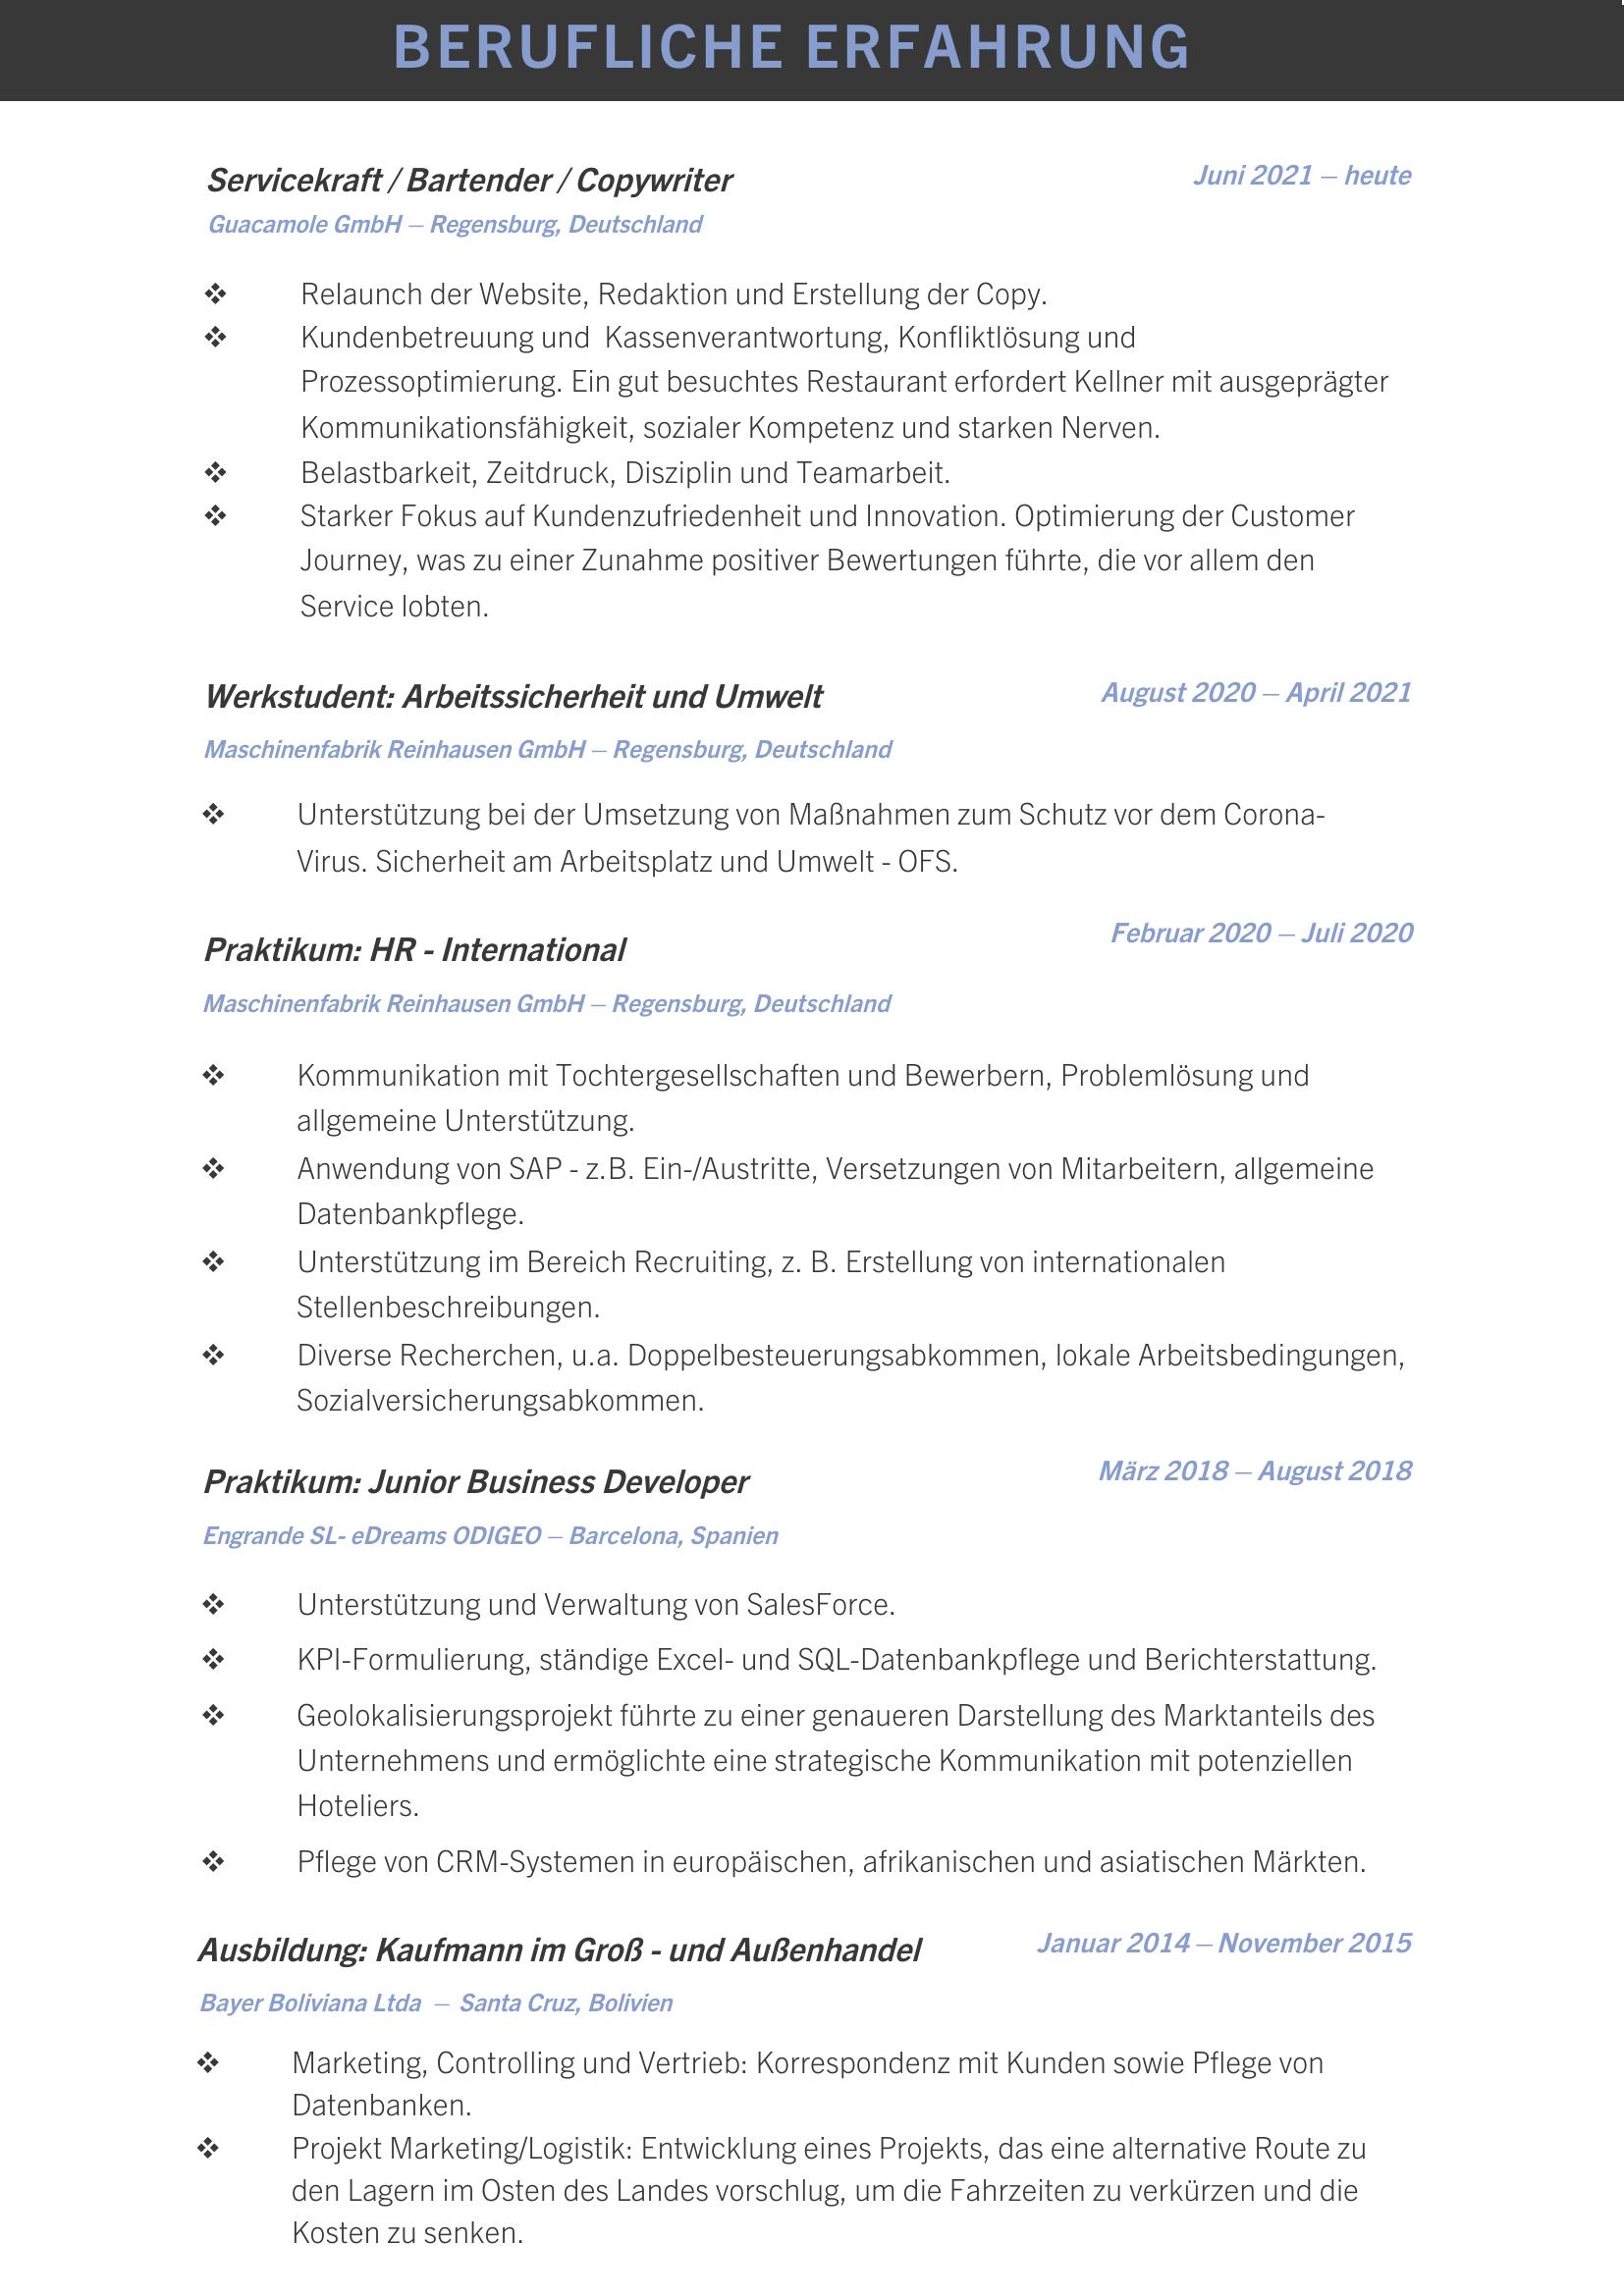 BERUFLICHE ERFAHRUNG
Servicekraft / Bartender / Copywriter
Juni 2021 – heute
Guacamole GmbH – Regensburg, Deutschland
❖ Relaunch der Website, Redaktion und Erstellung der Copy.
❖ Kundenbetreuung und  Kassenverantwortung, Konfliktlösung und
Prozessoptimierung. Ein gut besuchtes Restaurant erfordert Kellner mit ausgeprägter
Kommunikationsfähigkeit, sozialer Kompetenz und starken Nerven.
❖ Belastbarkeit, Zeitdruck, Disziplin und Teamarbeit.
❖ Starker Fokus auf Kundenzufriedenheit und Innovation. Optimierung der Customer
Journey, was zu einer Zunahme positiver Bewertungen führte, die vor allem den
Service lobten.
Werkstudent: Arbeitssicherheit und Umwelt
August 2020 – April 2021
Maschinenfabrik Reinhausen GmbH – Regensburg, Deutschland
❖ Unterstützung bei der Umsetzung von Maßnahmen zum Schutz vor dem Corona-
Virus. Sicherheit am Arbeitsplatz und Umwelt - OFS.
Praktikum: HR - International
Februar 2020 – Juli 2020
Maschinenfabrik Reinhausen GmbH – Regensburg, Deutschland
❖ Kommunikation mit Tochtergesellschaften und Bewerbern, Problemlösung und
allgemeine Unterstützung.
❖ Anwendung von SAP - z.B. Ein-/Austritte, Versetzungen von Mitarbeitern, allgemeine
Datenbankpflege.
❖ Unterstützung im Bereich Recruiting, z. B. Erstellung von internationalen
Stellenbeschreibungen.
❖ Diverse Recherchen, u.a. Doppelbesteuerungsabkommen, lokale Arbeitsbedingungen,
Sozialversicherungsabkommen.
Praktikum: Junior Business Developer
März 2018 – August 2018
Engrande SL- eDreams ODIGEO – Barcelona, Spanien
❖ Unterstützung und Verwaltung von SalesForce.
❖ KPI-Formulierung, ständige Excel- und SQL-Datenbankpflege und Berichterstattung.
❖ Geolokalisierungsprojekt führte zu einer genaueren Darstellung des Marktanteils des
Unternehmens und ermöglichte eine strategische Kommunikation mit potenziellen
Hoteliers.
❖ Pflege von CRM-Systemen in europäischen, afrikanischen und asiatischen Märkten.
Ausbildung: Kaufmann im Groß - und Außenhandel
Januar 2014 – November 2015
Bayer Boliviana Ltda  –  Santa Cruz, Bolivien
❖ Marketing, Controlling und Vertrieb: Korrespondenz mit Kunden sowie Pflege von
Datenbanken.
❖ Projekt Marketing/Logistik: Entwicklung eines Projekts, das eine alternative Route zu
den Lagern im Osten des Landes vorschlug, um die Fahrzeiten zu verkürzen und die
Kosten zu senken.